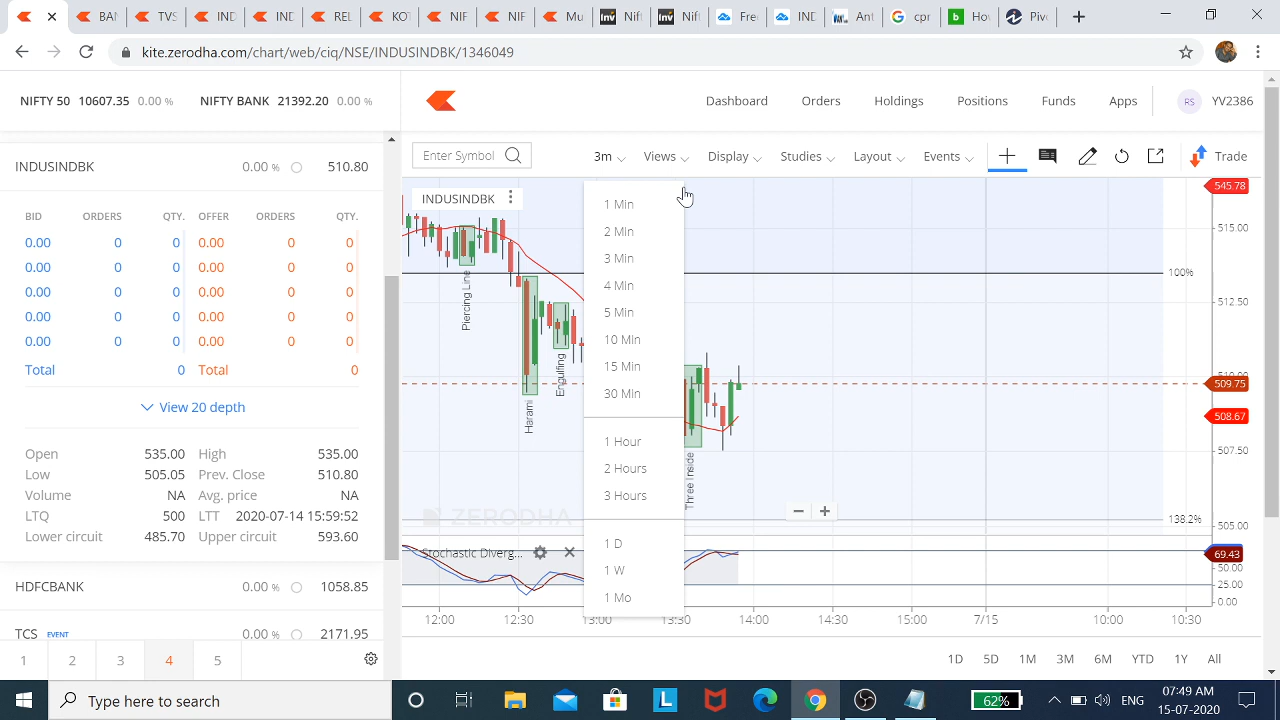 BAN
TVS
IND
IND
REL
KOT
NIF
NIF
Mu
Nift
Nift
Free
IND
Ant
cpr
Hov
Pivo
kite.zerodha.com/chart/web/ciq/NSE/INDUSINDBK/1346049
NIFTY 50 10607.35 0.00 % NIFTY BANK 21392.20 0.00 %
Dashboard Orders Holdings Positions Funds Apps RS YV2386
INDUSINDBK 0.00 % 510.80
Enter Symbol 3m Views Display Studies Layout Events Trade
BID ORDERS QTY. OFFER ORDERS QTY.
0.00 0 0 0.00 0 0
0.00 0 0 0.00 0 0
0.00 0 0 0.00 0 0
0.00 0 0 0.00 0 0
0.00 0 0 0.00 0 0
Total 0 Total 0
View 20 depth
Open 535.00 High 535.00
Low 505.05 Prev. Close 510.80
Volume NA Avg. price NA
LTQ 500 LTT 2020-07-14 15:59:52
Lower circuit 485.70 Upper circuit 593.60
HDFCBANK 0.00 % 1058.85
TCS EVENT 0.00 % 2171.95
1 2 3 4 5
INDUSINDBK
1 Min
2 Min
3 Min
4 Min
5 Min
10 Min
15 Min
30 Min
1 Hour
2 Hours
3 Hours
1 D
1 W
1 Mo
Piercing Line
Harami
Engulfing
Three Inside
ZERODHA
100%
138.2%
545.78
515.00
512.50
509.75
508.67
507.50
505.00
Stochastic Diverg...
69.43
50.00
25.00
0.00
12:00 12:30 13:00 13:30 14:00 14:30 15:00 7/15 10:00 10:30
1D 5D 1M 3M 6M YTD 1Y All
Type here to search
L
62%
ENG
07:49 AM
15-07-2020